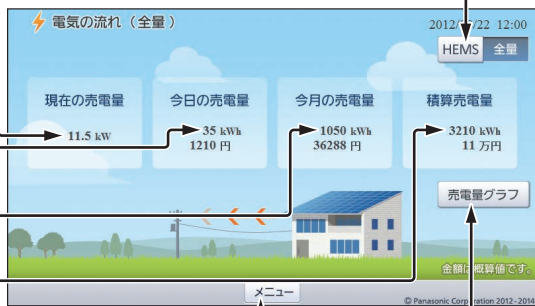 電気の流れ(全量)
12:00
HEMS 全量
現在の売電量
11.5 kW
今日の売電量
35 kWh
1210 円
今月の売電量
1050 kWh
36288 円
積算売電量
3210 kWh
11 万円
売電量グラフ
金額は概算値です。
メニュー
© Panasonic Corporation 2012-2014